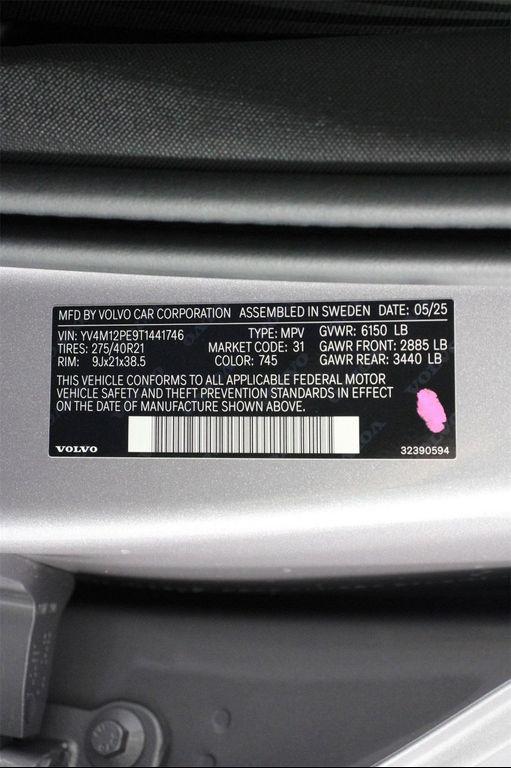 MFD BY VOLVO CAR CORPORATION ASSEMBLED IN SWEDEN DATE: 05/25
VIN: YV4M12PE9T1441746 TYPE: MPV GVWR: 6150 LB
TIRES: 275/40R21 MARKET CODE: 31 GAWR FRONT: 2885 LB
RIM: 9Jx21x38.5 COLOR: 745 GAWR REAR: 3440 LB
THIS VEHICLE CONFORMS TO ALL APPLICABLE FEDERAL MOTOR
VEHICLE SAFETY AND THEFT PREVENTION STANDARDS IN EFFECT
ON THE DATE OF MANUFACTURE SHOWN ABOVE.
VOLVO 32390594